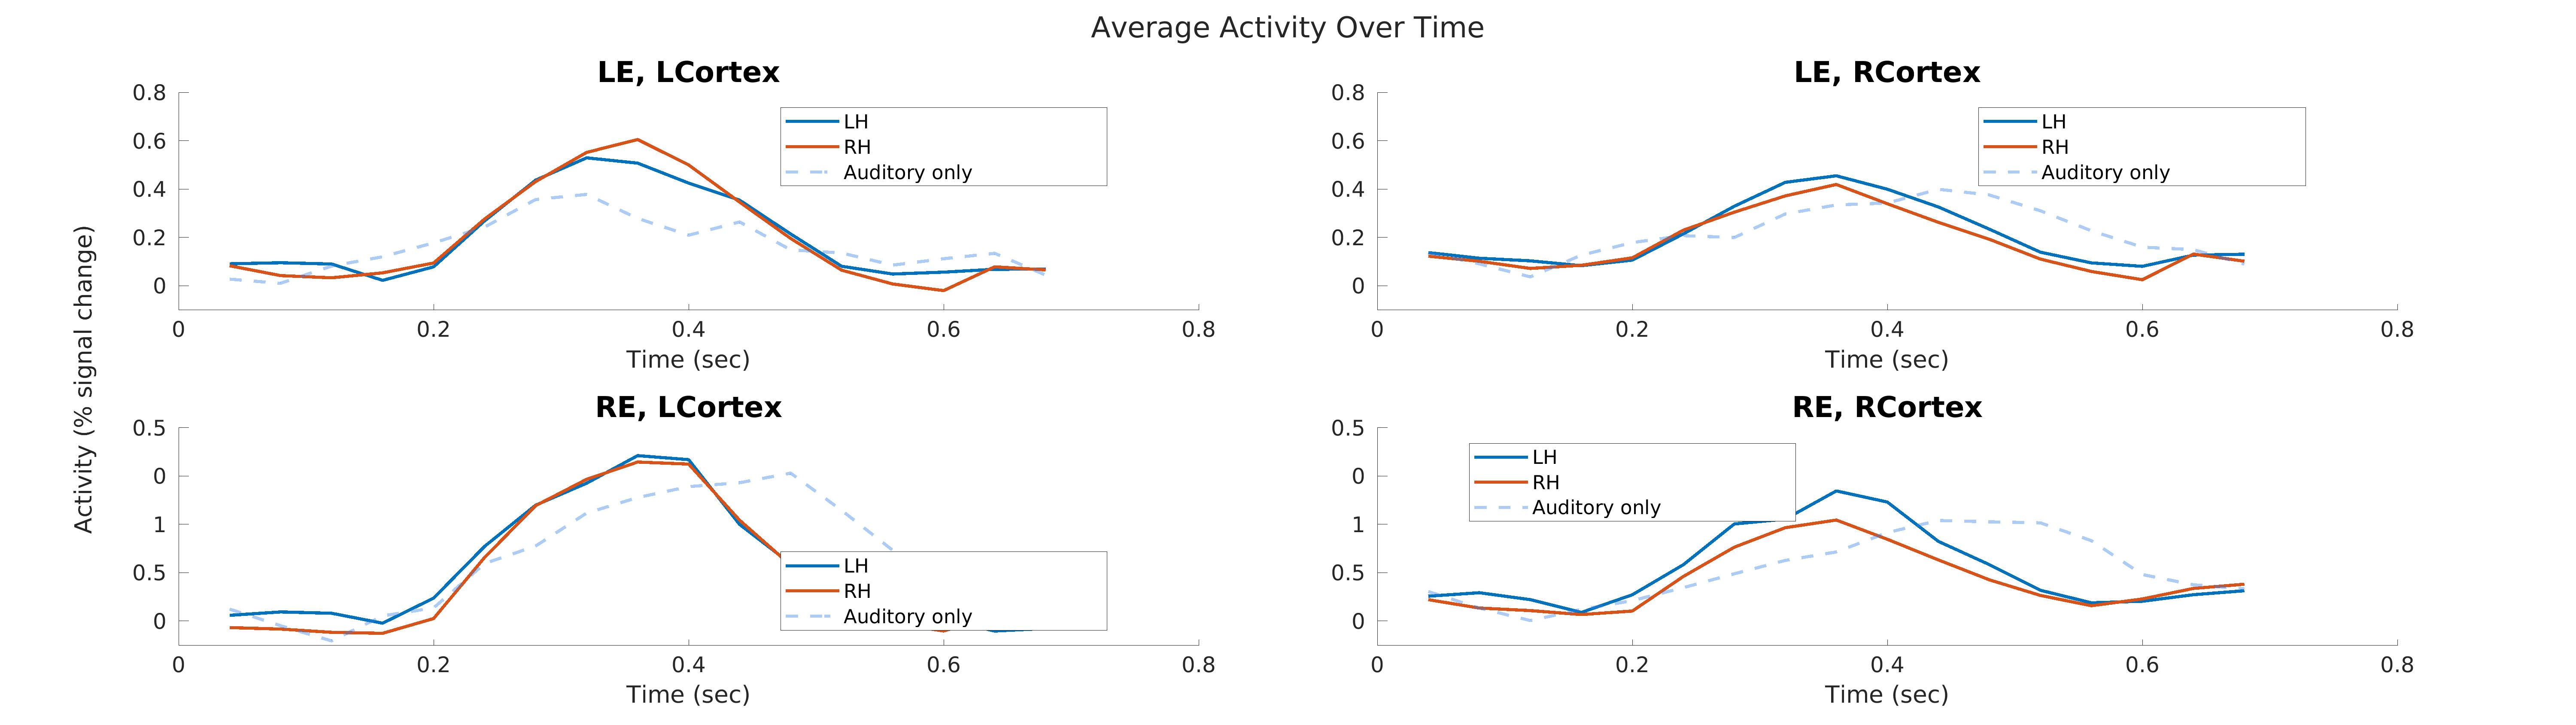 Average Activity Over Time
Activity (% signal change)
LE, LCortex
0.8
0.6
0.4
0.2
0
LH
RH
Auditory only
0 0.2 0.4 0.6 0.8
Time (sec)
LE, RCortex
0.8
0.6
0.4
0.2
0
LH
RH
Auditory only
0 0.2 0.4 0.6 0.8
Time (sec)
RE, LCortex
0.5
0
1
0.5
0
LH
RH
Auditory only
0 0.2 0.4 0.6 0.8
Time (sec)
RE, RCortex
0.5
0
1
0.5
0
LH
RH
Auditory only
0 0.2 0.4 0.6 0.8
Time (sec)